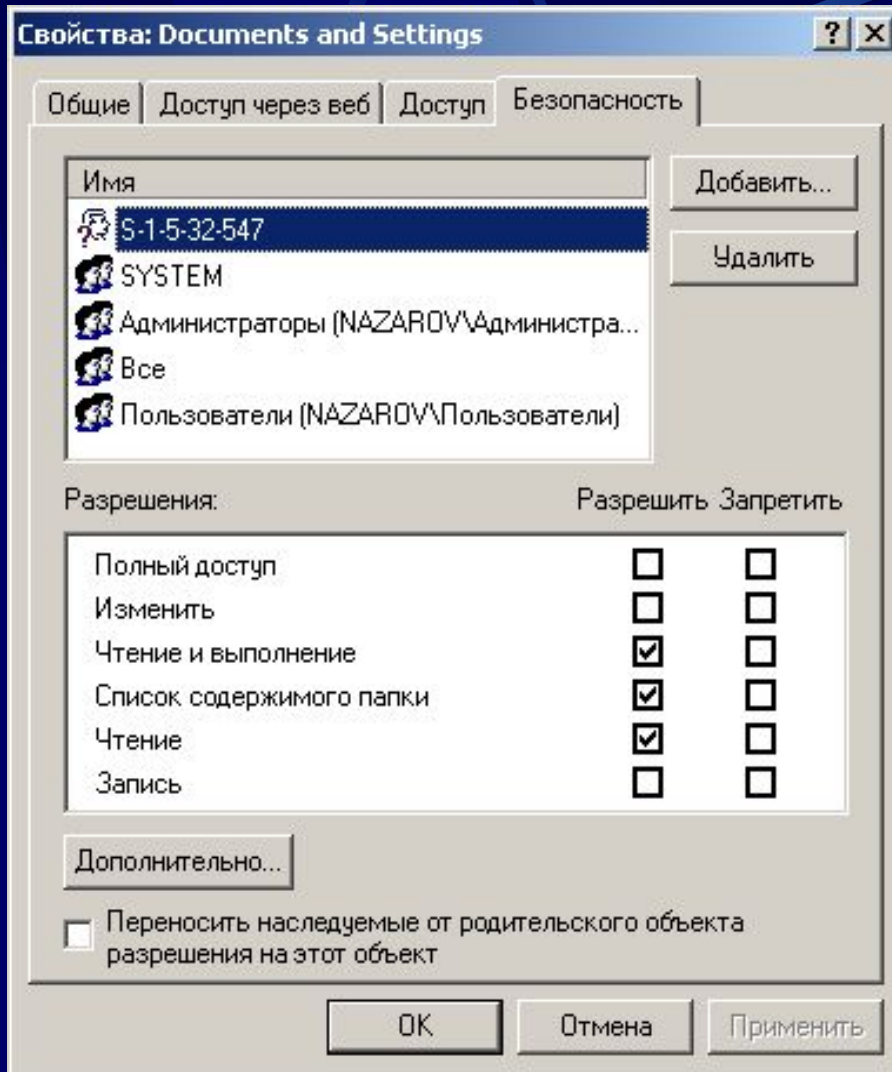 Свойства: Documents and Settings
Общие Доступ через веб Доступ Безопасность
Имя
Добавить...
S-1-5-32-547
Удалить
SYSTEM
Администраторы (NAZAROV\Администра...
Все
Пользователи (NAZAROV\Пользователи)
Разрешения: Разрешить Запретить
Полный доступ
Изменить
Чтение и выполнение
Список содержимого папки
Чтение
Запись
Дополнительно...
Переносить наследуемые от родительского объекта
разрешения на этот объект
OK Отмена Применить